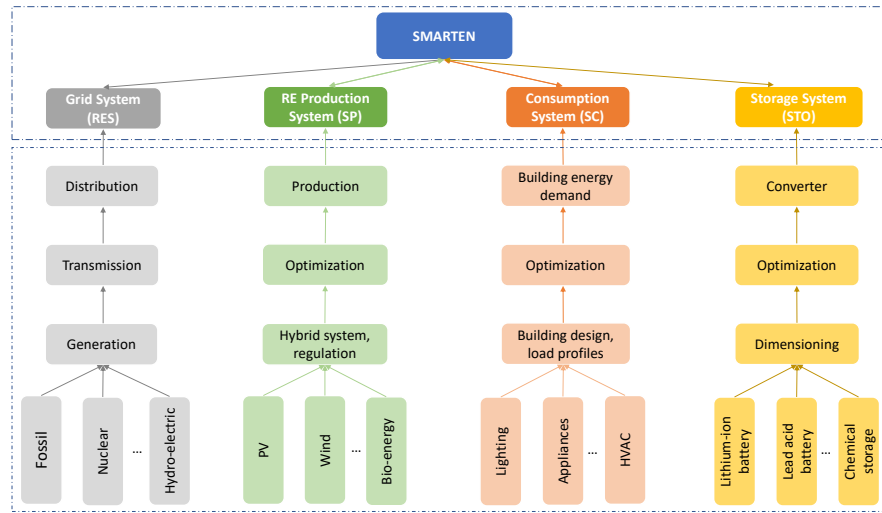 SMARTEN
Grid System
(RES)
RE Production
System (SP)
Consumption
System (SC)
Storage System
(STO)
Distribution
Production
Building energy
demand
Converter
Transmission
Optimization
Optimization
Optimization
Generation
Hybrid system,
regulation
Building design,
load profiles
Dimensioning
Fossil
Nuclear
...
Hydro-electric
PV
Wind
...
Bio-energy
Lighting
Appliances
...
HVAC
Lithium-ion
battery
Lead acid
battery
...
Chemical
storage